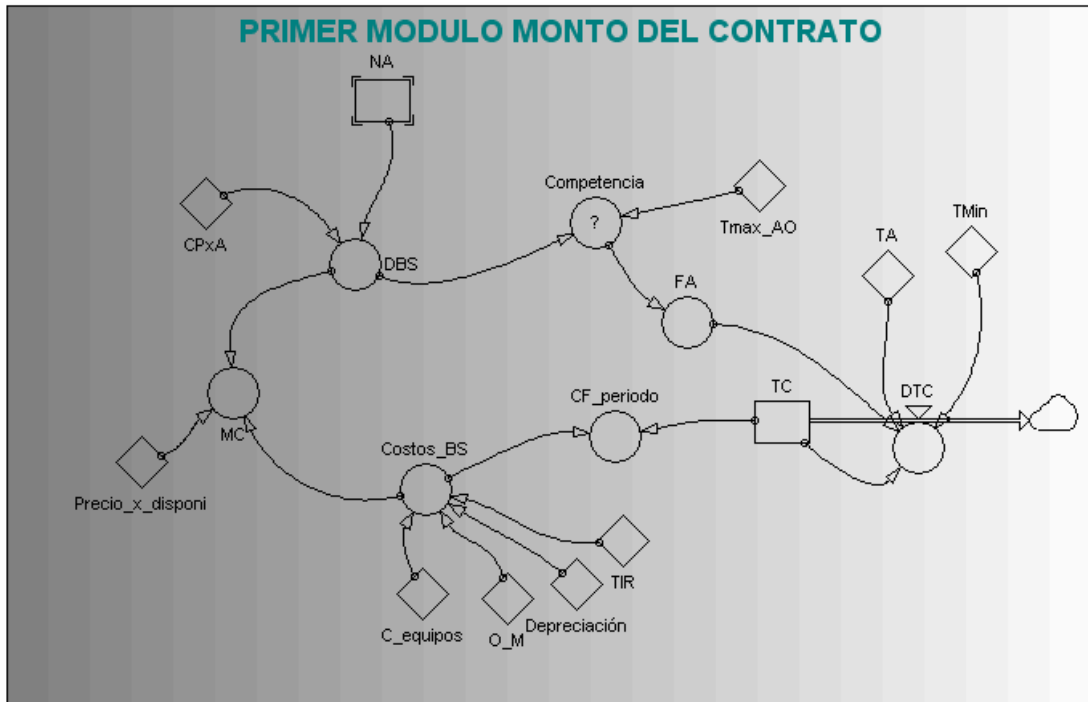 PRIMER MODULO MONTO DEL CONTRATO
NA
Competencia
CPxA
?
Tmax_AO
TMin
TA
DBS
FA
TC
DTC
CF_periodo
MC
Costos_BS
Precio_x_disponi
TIR
C_equipos
O_M
Depreciación